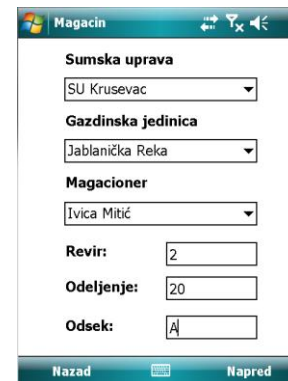 Magacin
Sumska uprava
SU Krusevac
Gazdinska jedinica
Jablanička Reka
Magacioner
Ivica Mitić
Revir: 2
Odeljenje: 20
Odsek: A
Nazad Napred